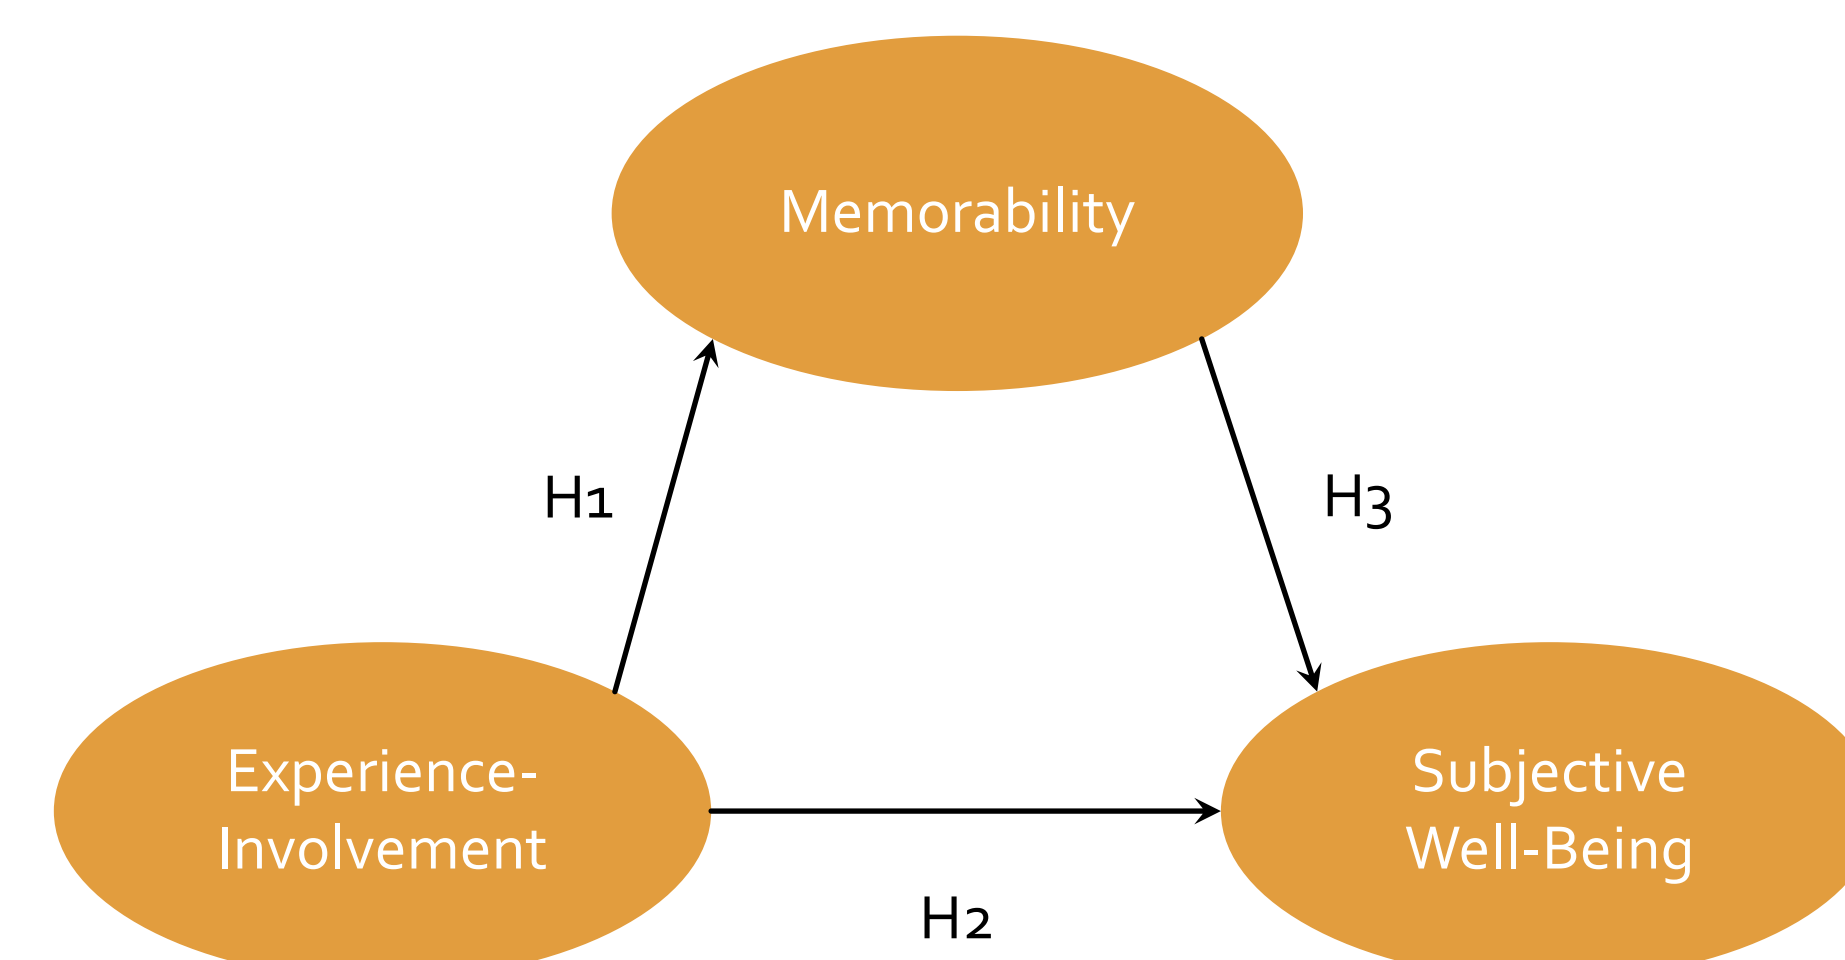 Memorability
H1
H3
Experience-
Involvement
Subjective
Well-Being
H2